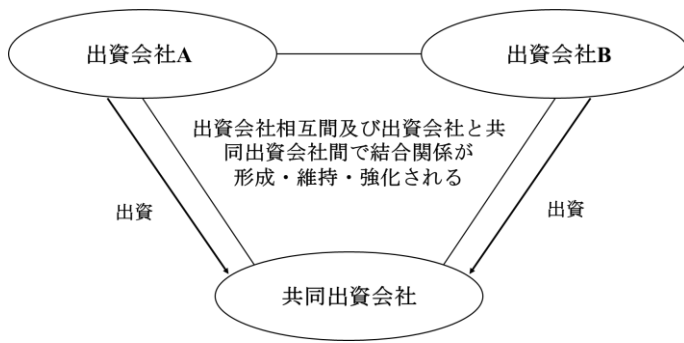 出資会社A
出資会社B
出資会社相互間及び出資会社と共
同出資会社間で結合関係が
形成・維持・強化される
出資
出資
共同出資会社